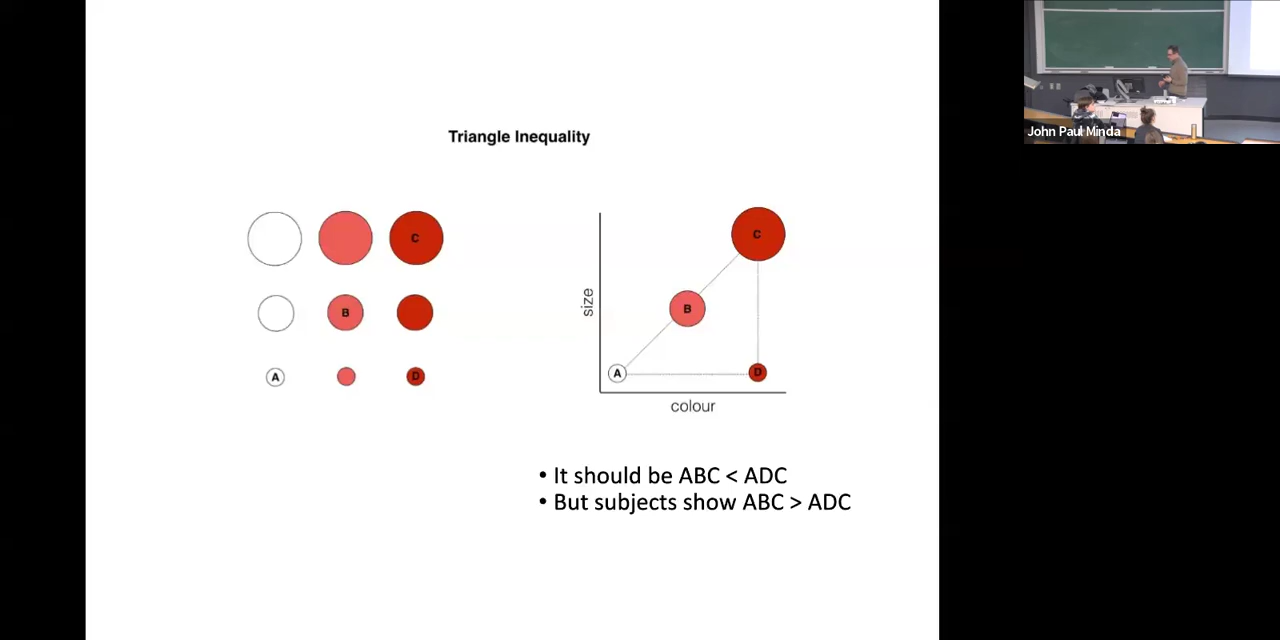 John Paul Minda
Triangle Inequality
C
B
A
D
size
C
B
A
D
colour
• It should be ABC < ADC
• But subjects show ABC > ADC